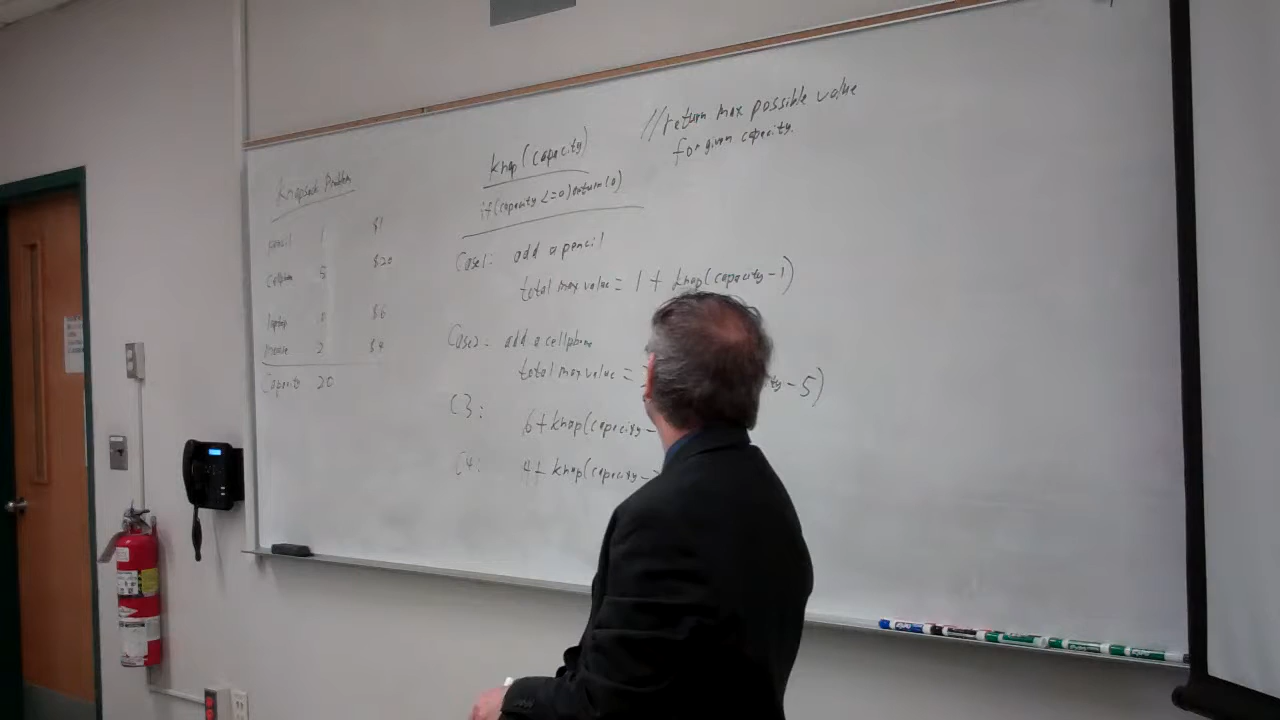 Knapsack Problem
pencil 1 $1
cellphone 5 $20
laptop $6
mouse 2 $4
Capacity 20
knap(capacity)
if(capacity <=0)return(0)
//return max possible value
for given capacity.
Case1: add a pencil
total max value = 1 + knap(capacity-1)
Case2: add a cellphone
total max value = -5)
C3: 6+knap(capacity-
C4: 4+ knap(capacity-